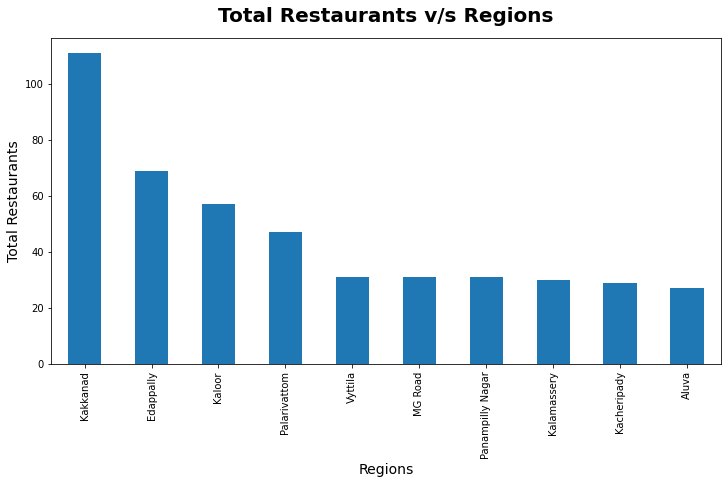 Total Restaurants v/s Regions
Total Restaurants
100
80
60
40
20
0
Kakkanad
Edappally
Kaloor
Palarivattom
Vyttila
MG Road
Panampilly Nagar
Kalamassery
Kacheripady
Aluva
Regions